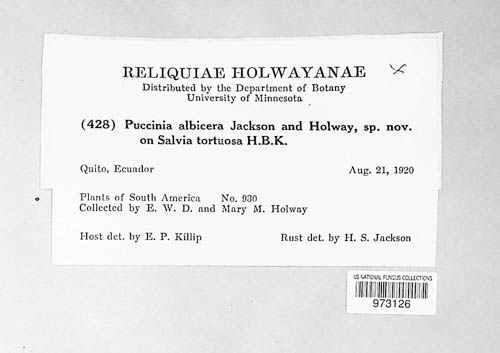 RELIQUIAE HOLWAYANAE
Distributed by the Department of Botany
University of Minnesota
(428) Puccinia albicera Jackson and Holway, sp. nov.
on Salvia tortuosa H.B.K.
Quito, Ecuador Aug. 21, 1920
Plants of South America No. 930
Collected by E. W. D. and Mary M. Holway
Host det. by E. P. Killip Rust det. by H. S. Jackson
US NATIONAL FUNGUS COLLECTIONS
973126